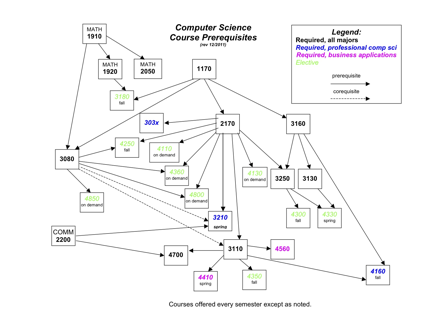 Computer Science
Course Prerequisites
(rev 12/2011)
Legend:
Required, all majors
Required, professional comp sci
Required, business applications
Elective
prerequisite
corequisite
MATH
1910
MATH
1920
MATH
2050
1170
3180
fall
303x
2170
3160
4250
fall
4110
on demand
3080
4360
on demand
4130
on demand
3250
3130
4550
on demand
on demand
3210
spring
4300
fall
4330
spring
COMM
2200
4700
3110
4560
4410
spring
4350
fall
4160
fall
Courses offered every semester except as noted.